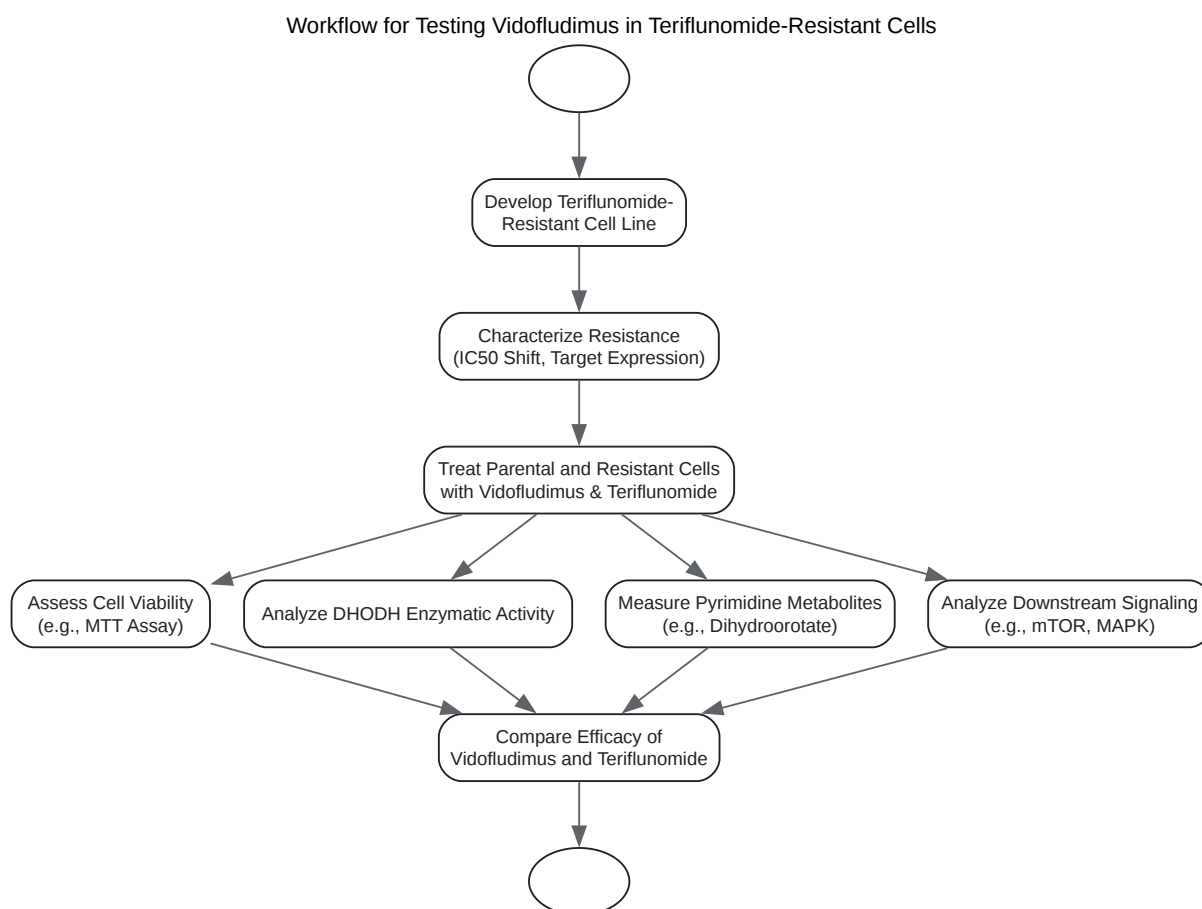 Workflow for Testing Vidofludimus in Teriflunomide-Resistant Cells
Develop Teriflunomide-
Resistant Cell Line
Characterize Resistance
(IC50 Shift, Target Expression)
Treat Parental and Resistant Cells
with Vidofludimus & Teriflunomide
Assess Cell Viability
(e.g., MTT Assay)
Analyze DHODH Enzymatic Activity
Measure Pyrimidine Metabolites
(e.g., Dihydroorotate)
Analyze Downstream Signaling
(e.g., mTOR, MAPK)
Compare Efficacy of
Vidofludimus and Teriflunomide